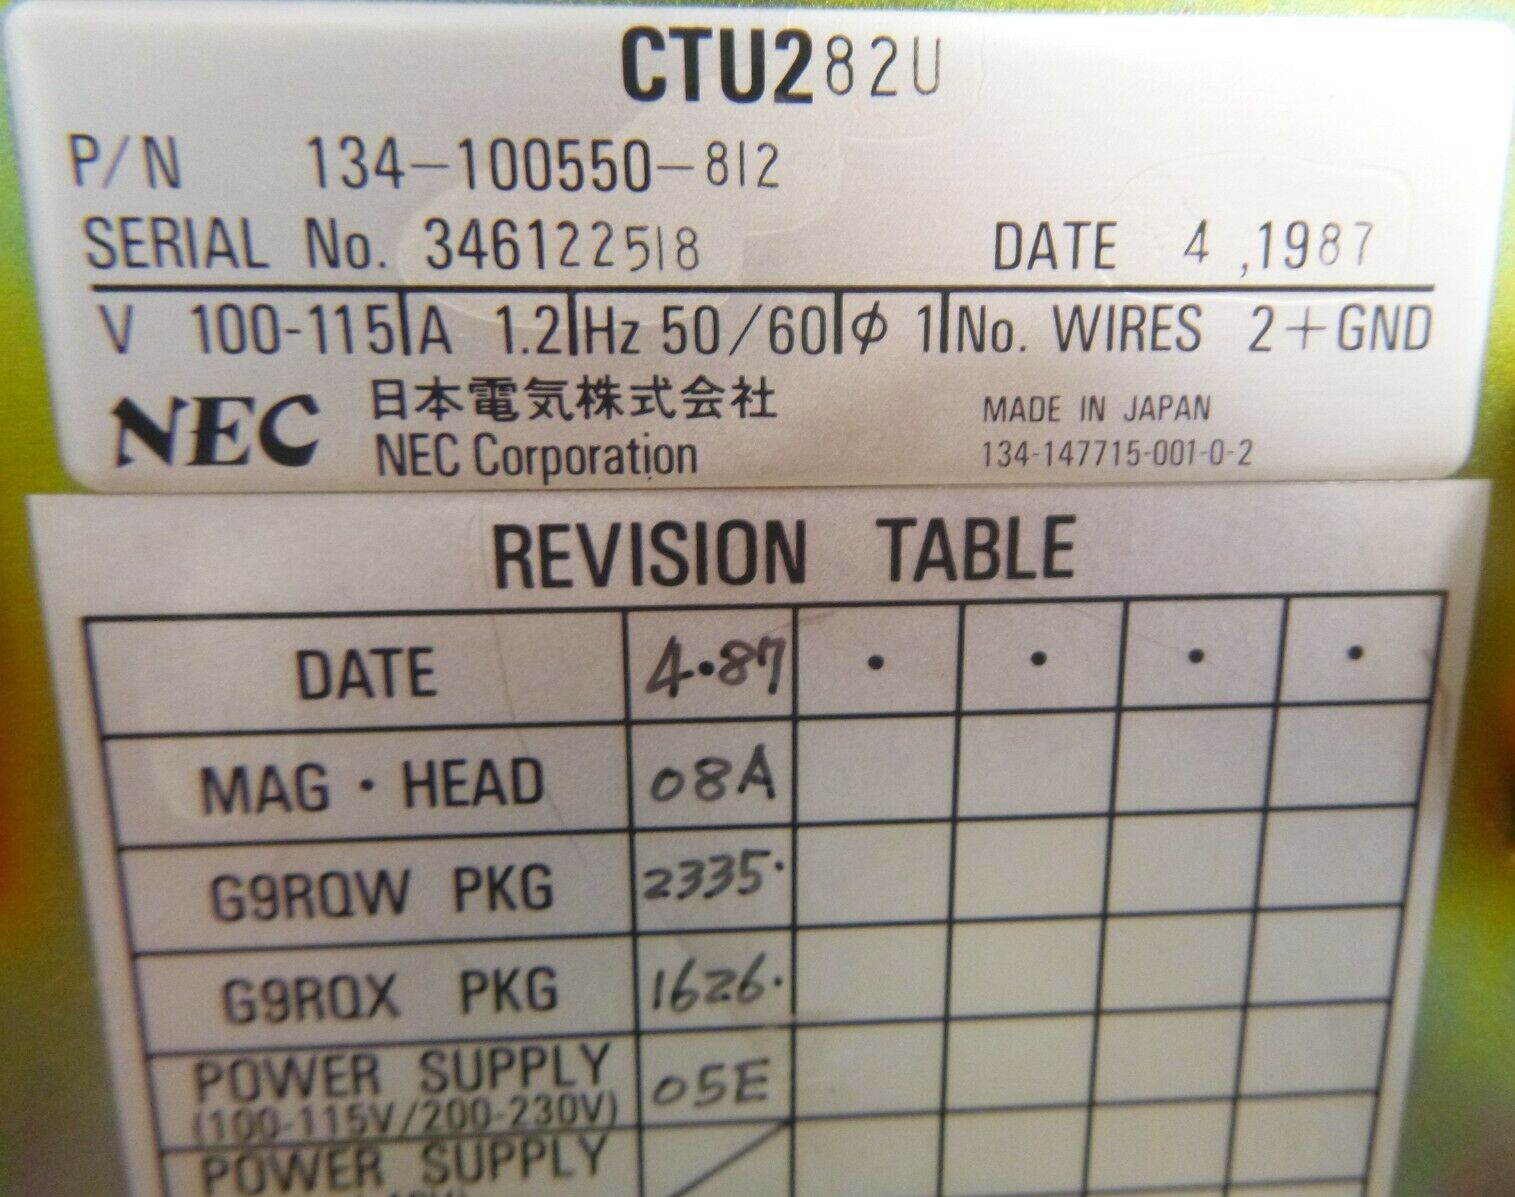 CTU282U
P/N 134-100550-812
SERIAL No. 346122518 DATE 4,1987
V 100-115 A 1.2 Hz 50/60 φ 1 No. WIRES 2+GND
NEC 日本電気株式会社
NEC Corporation
MADE IN JAPAN
134-147715-001-0-2
REVISION TABLE
DATE 4·87 · · · ·
MAG·HEAD 08A
G9RQW PKG 2335·
G9RQX PKG 1626·
POWER SUPPLY 05E
(100-115V/200-230V)
POWER SUPPLY